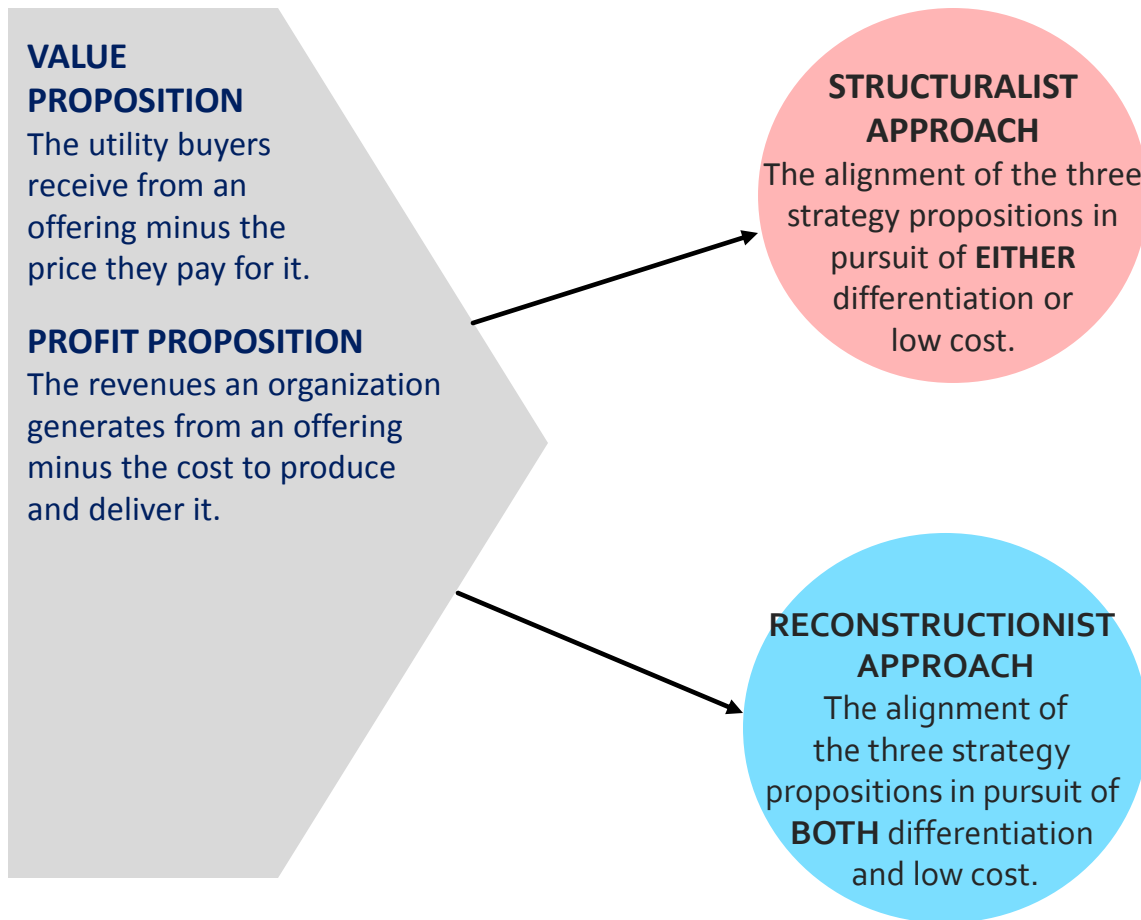 VALUE
PROPOSITION
The utility buyers
receive from an
offering minus the
price they pay for it.
PROFIT PROPOSITION
The revenues an organization
generates from an offering
minus the cost to produce
and deliver it.
STRUCTURALIST
APPROACH
The alignment of the three
strategy propositions in
pursuit of EITHER
differentiation or
low cost.
RECONSTRUCTIONIST
APPROACH
The alignment of
the three strategy
propositions in pursuit of
BOTH differentiation
and low cost.